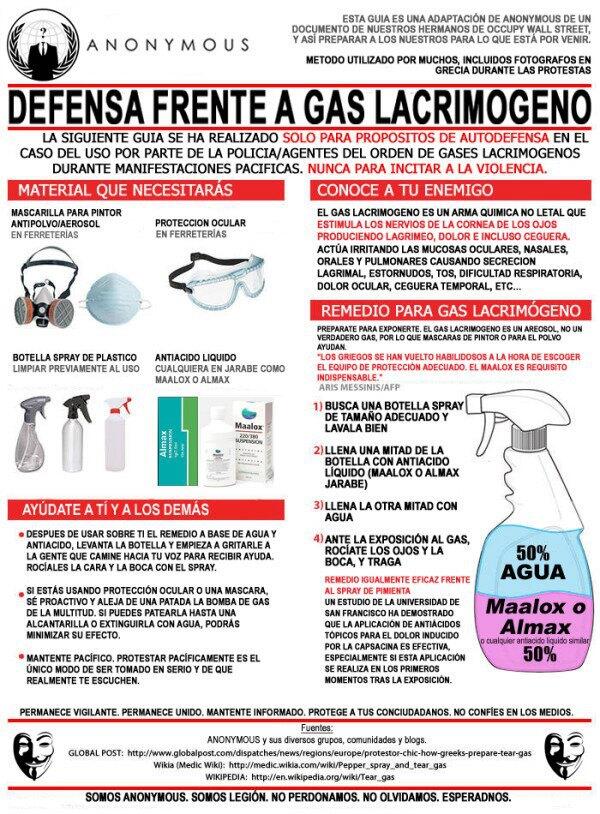 ANONYMOUS
ESTA GUIA ES UNA ADAPTACIÓN DE ANONYMOUS DE UN
DOCUMENTO DE NUESTROS HERMANOS DE OCCUPY WALL STREET,
Y ASÍ PREPARAR A LOS NUESTROS PARA LO QUE ESTÁ POR VENIR.
METODO UTILIZADO POR MUCHOS, INCLUIDOS FOTOGRAFOS EN
GRECIA DURANTE LAS PROTESTAS
DEFENSA FRENTE A GAS LACRIMOGENO
LA SIGUIENTE GUIA SE HA REALIZADO SOLO PARA PROPOSITOS DE AUTODEFENSA EN EL
CASO DEL USO POR PARTE DE LA POLICIA/AGENTES DEL ORDEN DE GASES LACRIMOGENOS
DURANTE MANIFESTACIONES PACIFICAS. NUNCA PARA INCITAR A LA VIOLENCIA.
MATERIAL QUE NECESITARÁS
MASCARILLA PARA PINTOR
ANTIPOLVO/AEROSOL
EN FERRETERÍAS
PROTECCION OCULAR
EN FERRETERÍAS
BOTELLA SPRAY DE PLASTICO
LIMPIAR PREVIAMENTE AL USO
ANTIACIDO LIQUIDO
CUALQUIERA EN JARABE COMO
MAALOX O ALMAX
Almax
Maalox
220/380
SUSPENSION
AYÚDATE A TÍ Y A LOS DEMÁS
• DESPUES DE USAR SOBRE TI EL REMEDIO A BASE DE AGUA Y
ANTIACIDO, LEVANTA LA BOTELLA Y EMPIEZA A GRITARLE A
LA GENTE QUE CAMINE HACIA TU VOZ PARA RECIBIR AYUDA.
ROCÍALES LA CARA Y LA BOCA CON EL SPRAY.
• SI ESTÁS USANDO PROTECCIÓN OCULAR O UNA MASCARA,
SÉ PROACTIVO Y ALEJA DE UNA PATADA LA BOMBA DE GAS
DE LA MULTITUD. SI PUEDES PATEARLA HASTA UNA
ALCANTARILLA O EXTINGUIRLA CON AGUA, PODRÁS
MINIMIZAR SU EFECTO.
• MANTENTE PACÍFICO. PROTESTAR PACÍFICAMENTE ES EL
ÚNICO MODO DE SER TOMADO EN SERIO Y DE QUE
REALMENTE TE ESCUCHEN.
CONOCE A TU ENEMIGO
EL GAS LACRIMOGENO ES UN ARMA QUIMICA NO LETAL QUE
ESTIMULA LOS NERVIOS DE LA CORNEA DE LOS OJOS
PRODUCIENDO LAGRIMEO, DOLOR E INCLUSO CEGUERA.
ACTÚA IRRITANDO LAS MUCOSAS OCULARES, NASALES,
ORALES Y PULMONARES CAUSANDO SECRECION
LAGRIMAL, ESTORNUDOS, TOS, DIFICULTAD RESPIRATORIA,
DOLOR OCULAR, CEGUERA TEMPORAL, ETC...
REMEDIO PARA GAS LACRIMÓGENO
PREPARATE PARA EXPONERTE. EL GAS LACRIMOGENO ES UN AREOSOL, NO UN
VERDADERO GAS, POR LO QUE MASCARAS DE PINTOR O PARA EL POLVO
AYUDAN.
"LOS GRIEGOS SE HAN VUELTO HABILIDOSOS A LA HORA DE ESCOGER
EL EQUIPO DE PROTECCIÓN ADECUADO. EL MAALOX ES REQUISITO
INDISPENSABLE."
ARIS MESSINIS/AFP
1) BUSCA UNA BOTELLA SPRAY
DE TAMAÑO ADECUADO Y
LAVALA BIEN
2) LLENA UNA MITAD DE LA
BOTELLA CON ANTIACIDO
LÍQUIDO (MAALOX O ALMAX
JARABE)
3) LLENA LA OTRA MITAD CON
AGUA
4) ANTE LA EXPOSICIÓN AL GAS,
ROCÍATE LOS OJOS Y LA
BOCA, Y TRAGA
REMEDIO IGUALMENTE EFICAZ FRENTE
AL SPRAY DE PIMIENTA
UN ESTUDIO DE LA UNIVERSIDAD DE
SAN FRANCISCO HA DEMOSTRADO
QUE LA APLICACIÓN DE ANTIÁCIDOS
TÓPICOS PARA EL DOLOR INDUCIDO
POR LA CAPSACINA ES EFECTIVA,
ESPECIALMENTE SI ESTA APLICACIÓN
SE REALIZA EN LOS PRIMEROS
MOMENTOS TRAS LA EXPOSICIÓN.
50%
AGUA
Maalox o
Almax
o cualquier antiacido liquido similar
50%
PERMANECE VIGILANTE. PERMANECE UNIDO. MANTENTE INFORMADO. PROTEGE A TUS CONCIUDADANOS. NO CONFÍES EN LOS MEDIOS.
Fuentes:
ANONYMOUS y sus diversos grupos, comunidades y blogs.
GLOBAL POST: http://www.globalpost.com/dispatches/news/regions/europe/protestor-chic-how-greeks-prepare-tear-gas
Wikia (Medic Wiki): http://medic.wikia.com/wiki/Pepper_spray_and_tear_gas
WIKIPEDIA: http://en.wikipedia.org/wiki/Tear_gas
SOMOS ANONYMOUS. SOMOS LEGIÓN. NO PERDONAMOS. NO OLVIDAMOS. ESPERADNOS.